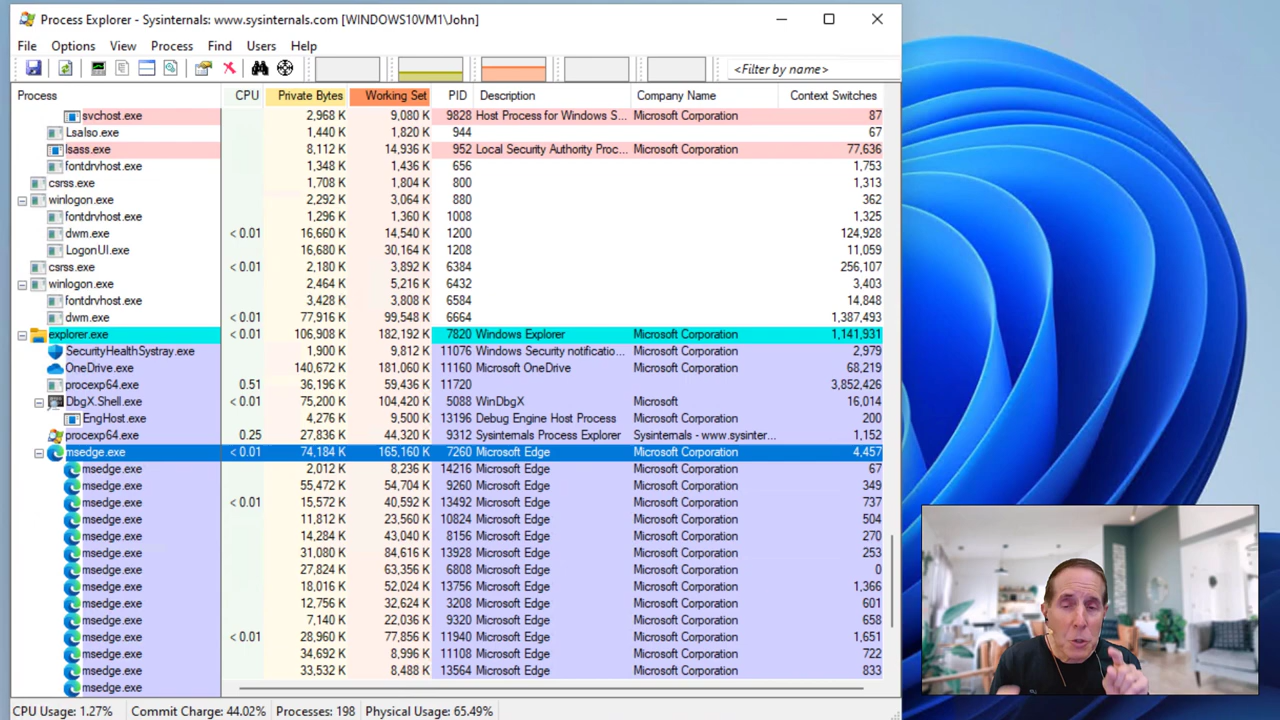 Process Explorer - Sysinternals: www.sysinternals.com [WINDOWS10VM1\John]
File Options View Process Find Users Help
<Filter by name>
Process CPU Private Bytes Working Set PID Description Company Name Context Switches
svchost.exe 2,968 K 9,080 K 9828 Host Process for Windows S... Microsoft Corporation 87
Lsalso.exe 1,440 K 1,820 K 944 67
lsass.exe 8,112 K 14,936 K 952 Local Security Authority Proc... Microsoft Corporation 77,636
fontdrvhost.exe 1,348 K 1,436 K 656 1,753
csrss.exe 1,708 K 1,804 K 800 1,313
winlogon.exe 2,292 K 3,064 K 880 362
fontdrvhost.exe 1,296 K 1,360 K 1008 1,325
dwm.exe < 0.01 16,660 K 14,540 K 1200 124,928
LogonUI.exe 16,680 K 30,164 K 1208 11,059
csrss.exe < 0.01 2,180 K 3,892 K 6384 256,107
winlogon.exe 2,464 K 5,216 K 6432 3,403
fontdrvhost.exe 3,428 K 3,808 K 6584 14,848
dwm.exe < 0.01 77,916 K 99,548 K 6664 1,387,493
explorer.exe < 0.01 106,908 K 182,192 K 7820 Windows Explorer Microsoft Corporation 1,141,931
SecurityHealthSystray.exe 1,900 K 9,812 K 11076 Windows Security notificatio... Microsoft Corporation 2,979
OneDrive.exe 140,672 K 181,060 K 11160 Microsoft OneDrive Microsoft Corporation 68,219
procexp64.exe 0.51 36,196 K 59,436 K 11720 3,852,426
DbgX.Shell.exe < 0.01 75,200 K 104,420 K 5088 WinDbgX Microsoft 16,014
EngHost.exe 4,276 K 9,500 K 13196 Debug Engine Host Process Microsoft Corporation 200
procexp64.exe 0.25 27,836 K 44,320 K 9312 Sysinternals Process Explorer Sysinternals - www.sysinter... 1,152
msedge.exe < 0.01 74,184 K 165,160 K 7260 Microsoft Edge Microsoft Corporation 4,457
msedge.exe 2,012 K 8,236 K 14216 Microsoft Edge Microsoft Corporation 67
msedge.exe 55,472 K 54,704 K 9260 Microsoft Edge Microsoft Corporation 349
msedge.exe < 0.01 15,572 K 40,592 K 13492 Microsoft Edge Microsoft Corporation 737
msedge.exe 11,812 K 23,560 K 10824 Microsoft Edge Microsoft Corporation 504
msedge.exe 14,284 K 43,040 K 8156 Microsoft Edge Microsoft Corporation 270
msedge.exe 31,080 K 84,616 K 13928 Microsoft Edge Microsoft Corporation 253
msedge.exe 27,824 K 63,356 K 6808 Microsoft Edge Microsoft Corporation 0
msedge.exe 18,016 K 52,024 K 13756 Microsoft Edge Microsoft Corporation 1,366
msedge.exe 12,756 K 32,624 K 3208 Microsoft Edge Microsoft Corporation 601
msedge.exe 7,140 K 22,036 K 9320 Microsoft Edge Microsoft Corporation 658
msedge.exe < 0.01 28,960 K 77,856 K 11940 Microsoft Edge Microsoft Corporation 1,651
msedge.exe 34,692 K 8,996 K 11108 Microsoft Edge Microsoft Corporation 722
msedge.exe 33,532 K 8,488 K 13564 Microsoft Edge Microsoft Corporation 833
msedge.exe
CPU Usage: 1.27% Commit Charge: 44.02% Processes: 198 Physical Usage: 65.49%